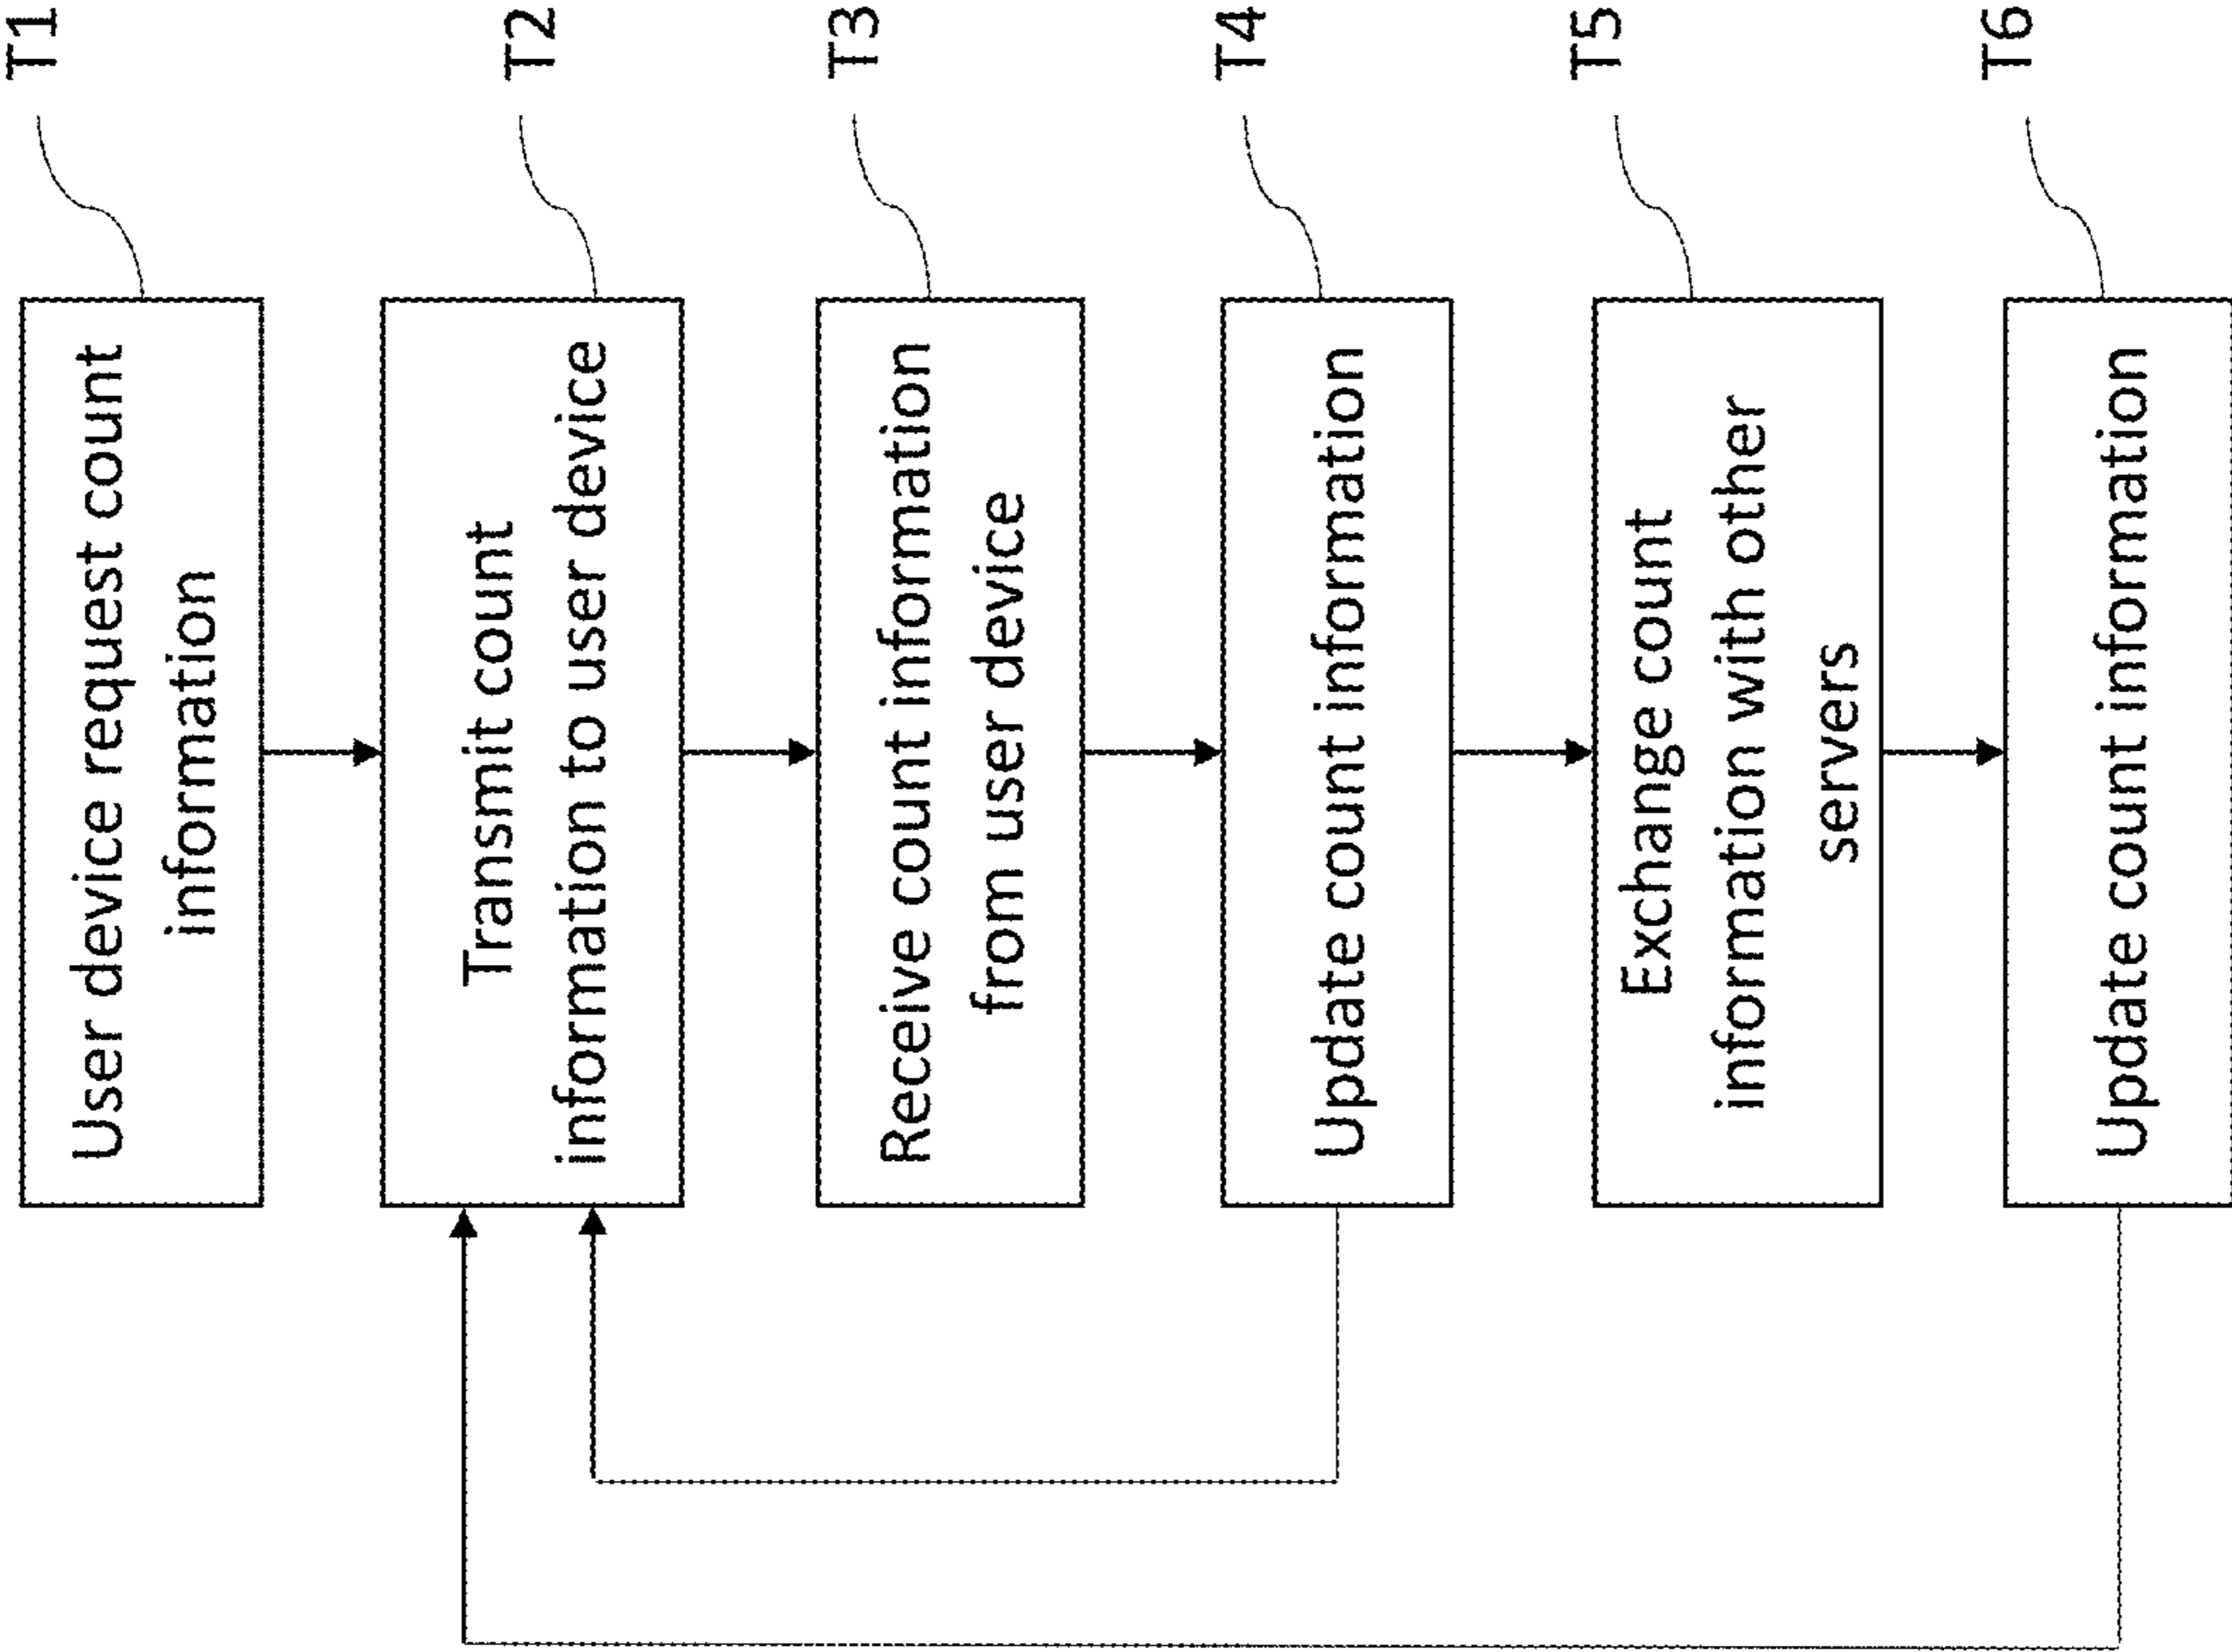 User device request count
information
T1
Transmit count
information to user device
T2
Receive count information
from user device
T3
Update count information
T4
Exchange count
information with other
servers
T5
Update count information
T6